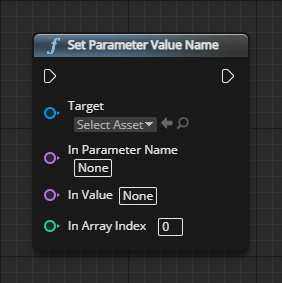 f Set Parameter Value Name
Target
Select Asset
In Parameter Name
None
In Value None
In Array Index 0